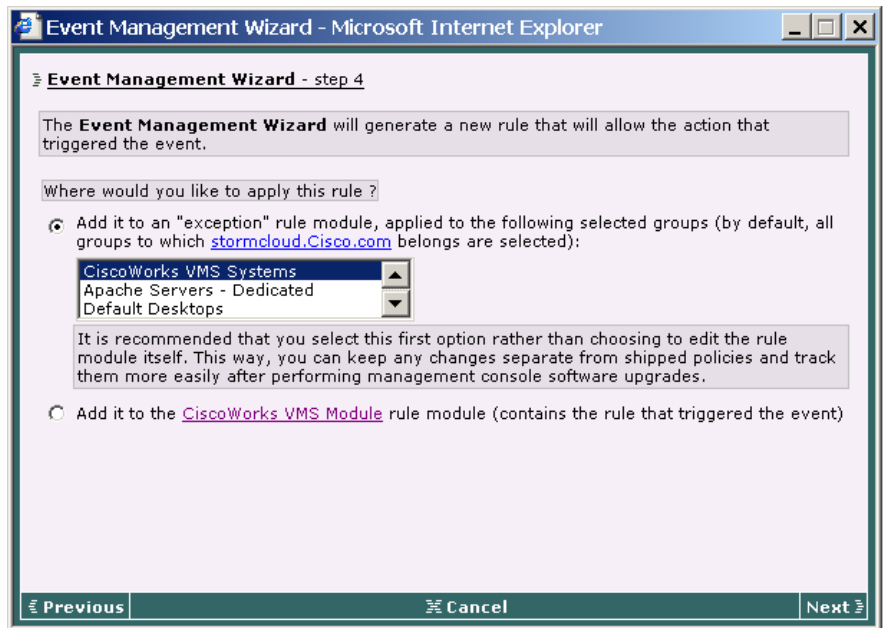 Event Management Wizard - Microsoft Internet Explorer
Event Management Wizard - step 4
The Event Management Wizard will generate a new rule that will allow the action that
triggered the event.
Where would you like to apply this rule ?
Add it to an "exception" rule module, applied to the following selected groups (by default, all
groups to which stormcloud.Cisco.com belongs are selected):
CiscoWorks VMS Systems
Apache Servers - Dedicated
Default Desktops
It is recommended that you select this first option rather than choosing to edit the rule
module itself. This way, you can keep any changes separate from shipped policies and track
them more easily after performing management console software upgrades.
Add it to the CiscoWorks VMS Module rule module (contains the rule that triggered the event)
Previous
Cancel
Next